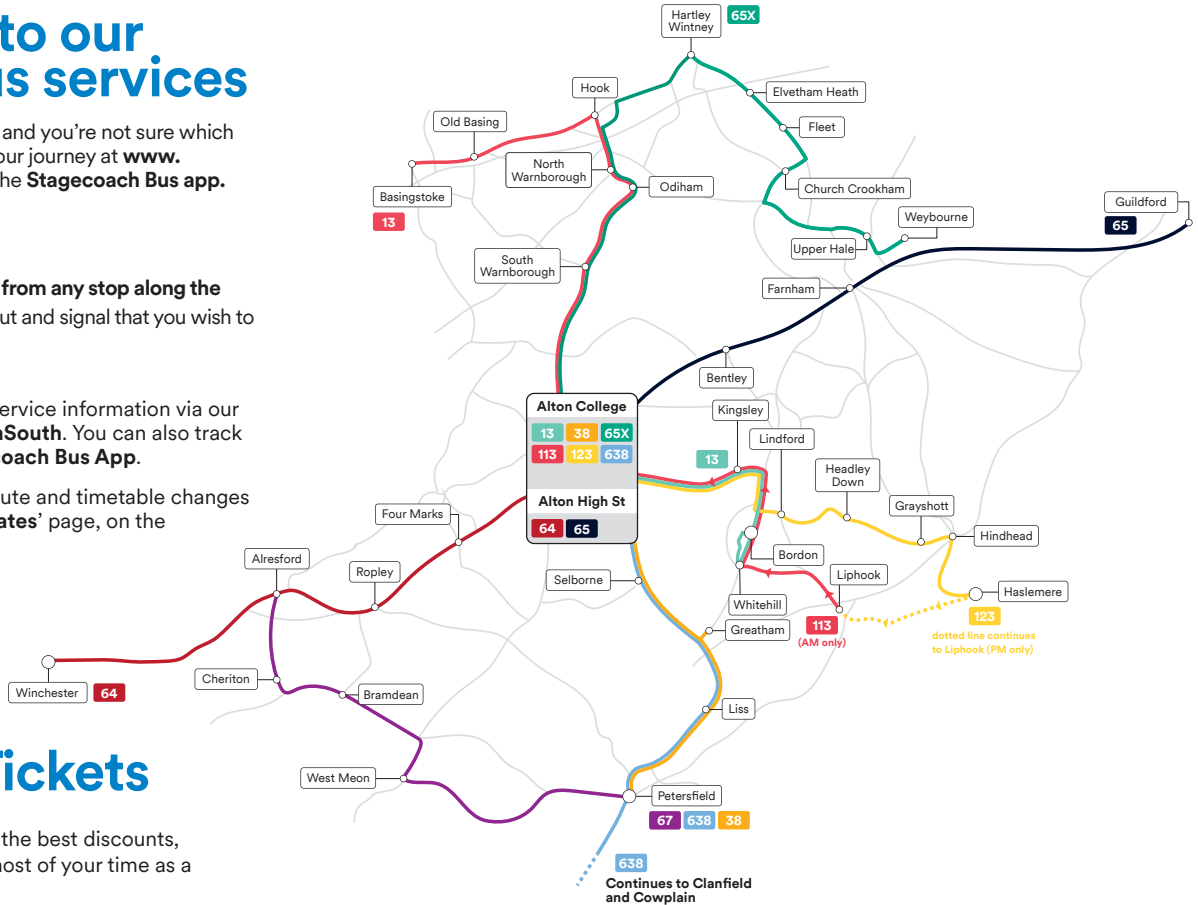 to our
us services
and you're not sure which
our journey at www.
the Stagecoach Bus app.
from any stop along the
ut and signal that you wish to
ervice information via our
nSouth. You can also track
coach Bus App.
ute and timetable changes
ates' page, on the
Tickets
the best discounts,
most of your time as a
Hartley
Wintney
65X
Hook
Elvetham Heath
Old Basing
Fleet
North
Warnborough
Basingstoke
13
Odiham
Church Crookham
Guildford
65
Weybourne
Upper Hale
South
Warnborough
Farnham
Bentley
Alton College
13 38 65X
113 123 638
Alton High St
64 65
Kingsley
Lindford
13
Headley
Down
Grayshott
Hindhead
Four Marks
Bordon
Alresford
Ropley
Selborne
Liphook
Whitehill
Haslemere
113
(AM only)
123
dotted line continues
to Liphook (PM only)
Greatham
Winchester
64
Cheriton
Bramdean
Liss
West Meon
Petersfield
67 638 38
638
Continues to Clanfield
and Cowplain